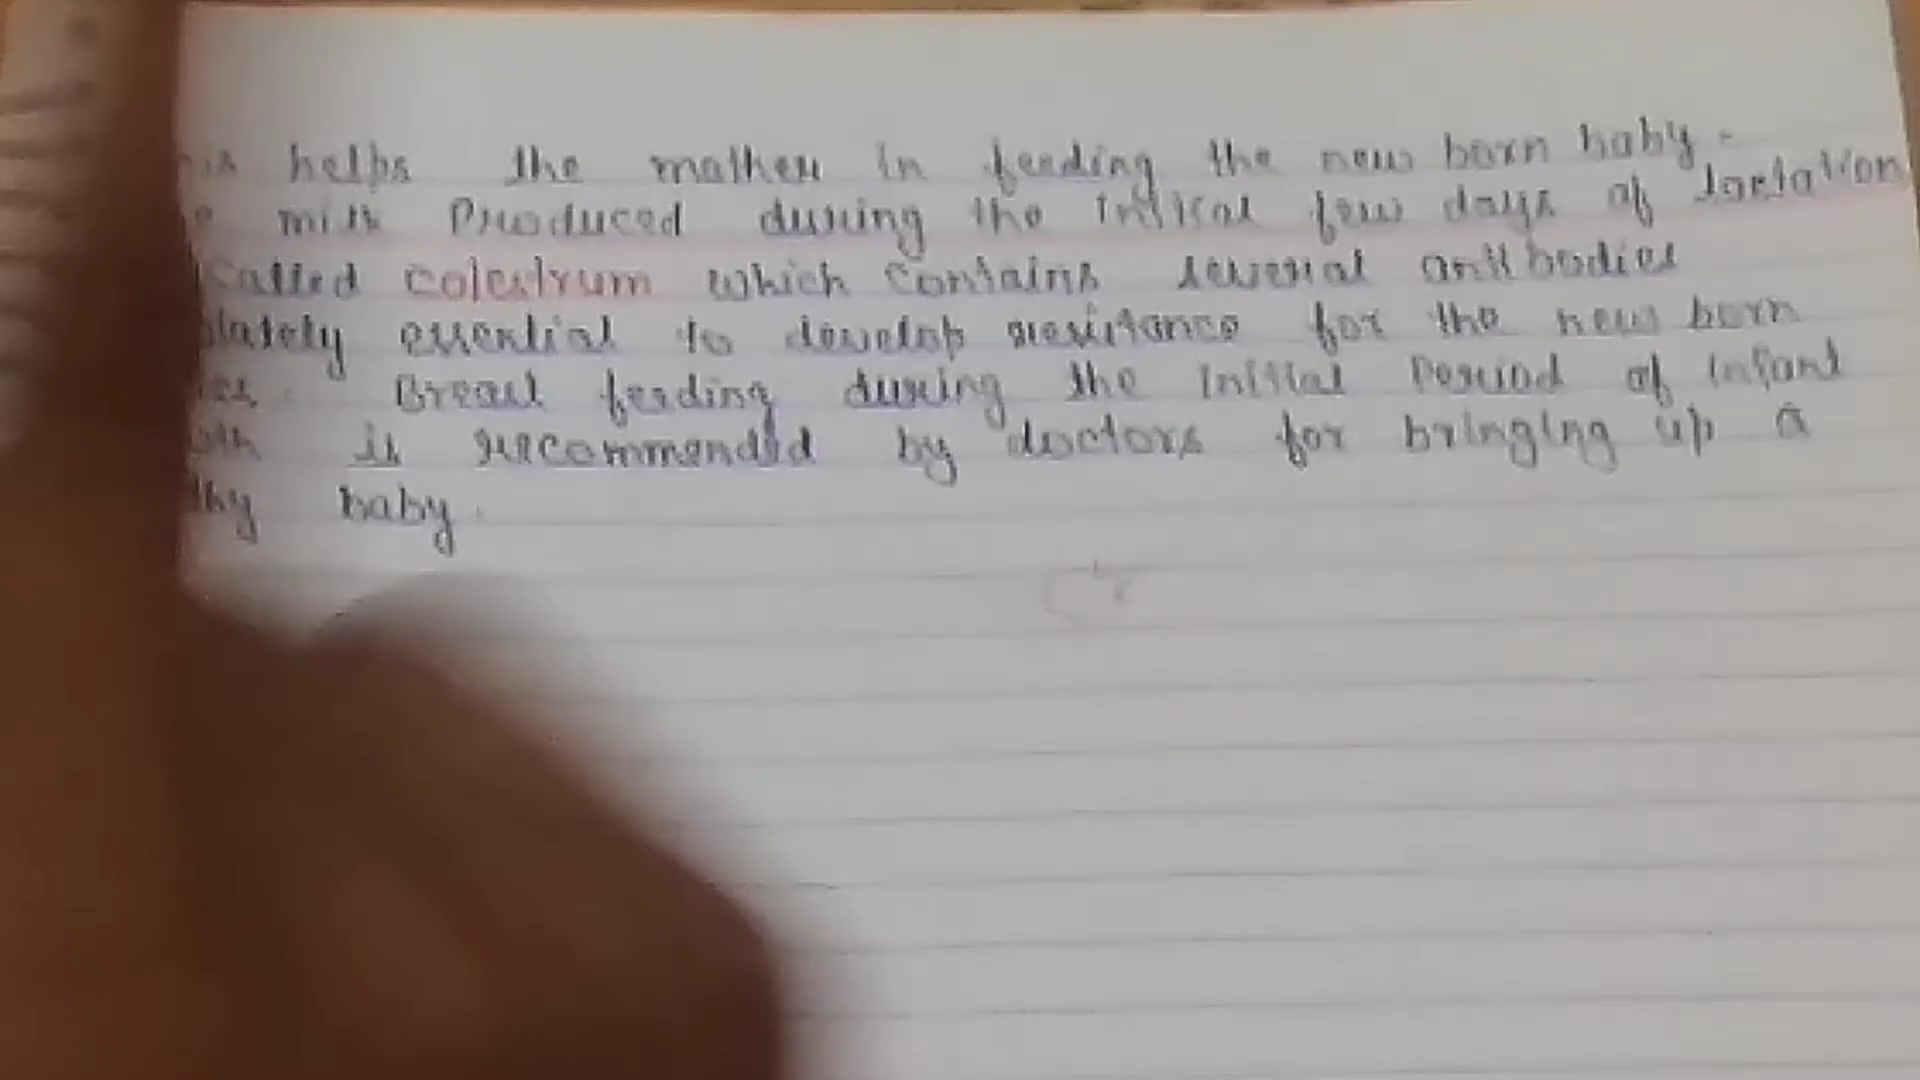 helps the mother in feeding the new born baby.
milk Produced during the Initial few days of lactation
called colostrum which contains several antibodies
essential to develop resistance for the new born
Breast feeding during the Initial Period of infant
is recommended by doctors for bringing up a
baby.